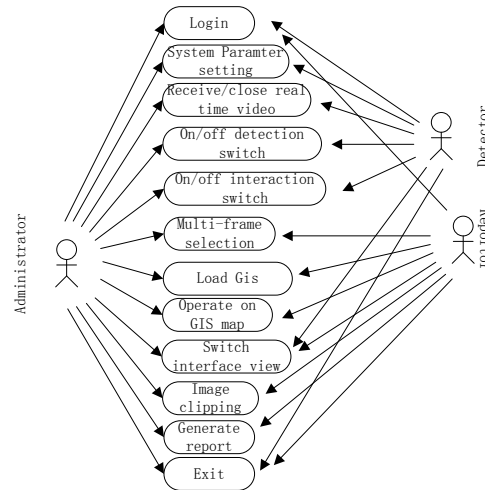 Login
System Paramter
setting
Receive/close real
time video
On/off detection
switch
On/off interaction
switch
Multi-frame
selection
Load Gis
Operate on
GIS map
Switch
interface view
Image
clipping
Generate
report
Exit
Administrator
Detector